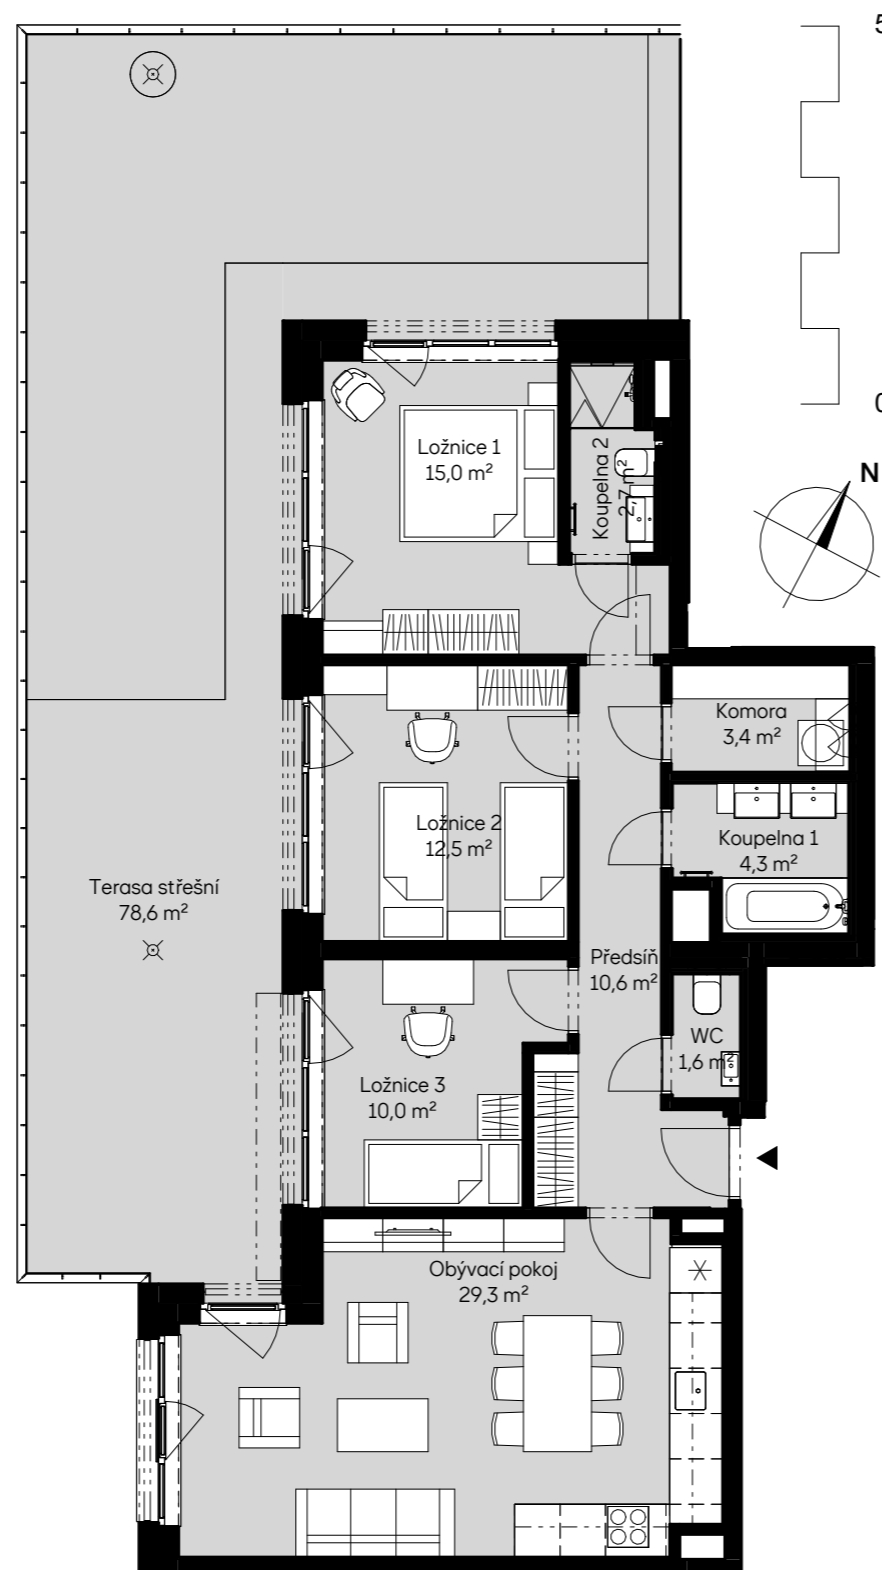 5
0
N
Ložnice 1
15,0 m²
Koupelna 2
2,7 m²
Komora
3,4 m²
Ložnice 2
12,5 m²
Koupelna 1
4,3 m²
Terasa střešní
78,6 m²
Předsíň
10,6 m²
WC
1,6 m²
Ložnice 3
10,0 m²
Obývací pokoj
29,3 m²